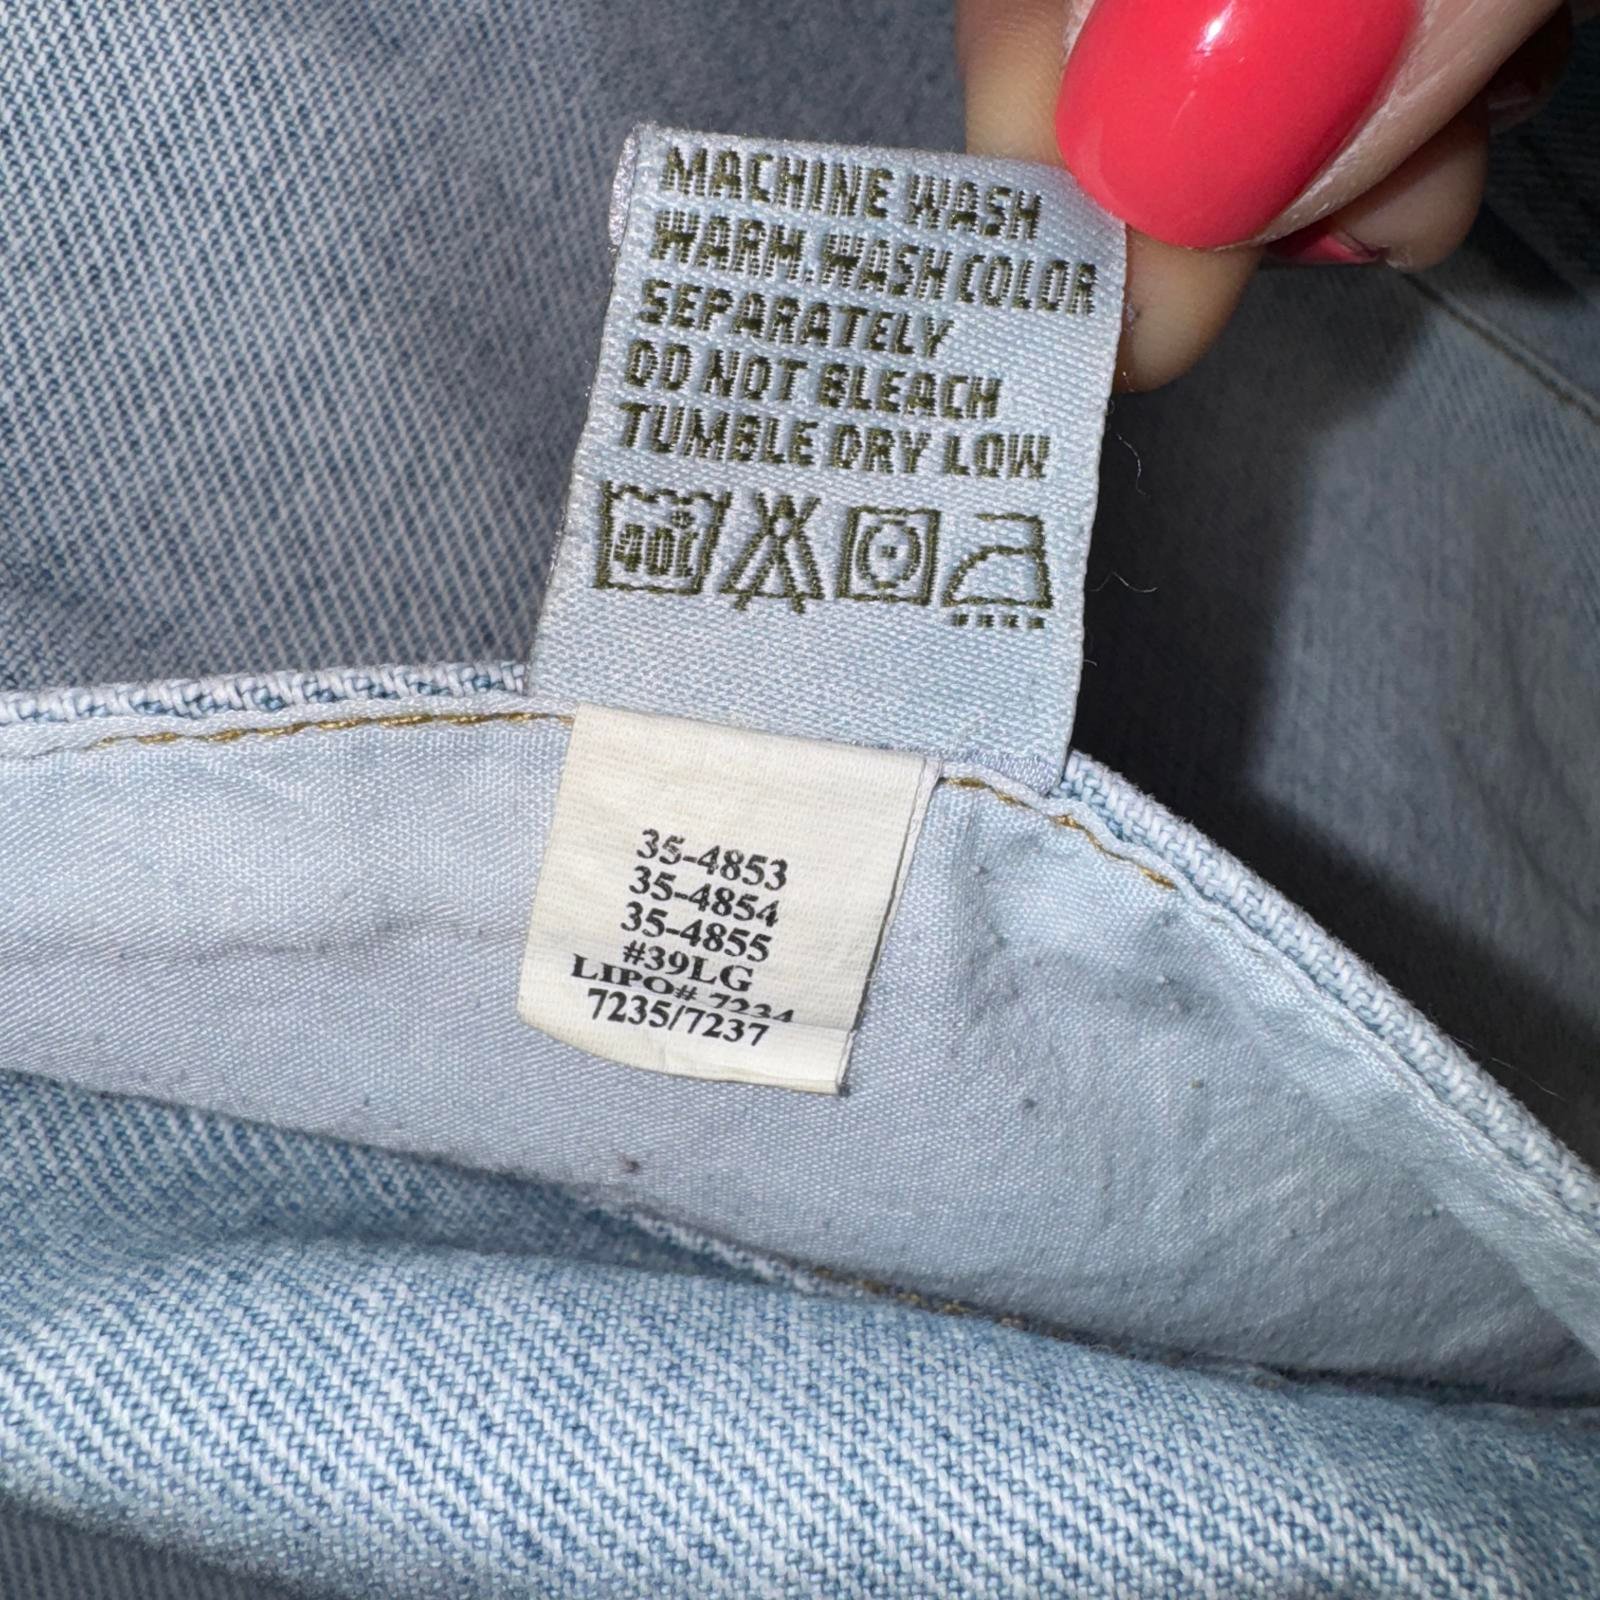 MACHINE WASH
WARM.WASH COLOR
SEPARATELY
DO NOT BLEACH
TUMBLE DRY LOW
35-4853
35-4854
35-4855
#39LG
LIPO# 7234
7235/7237